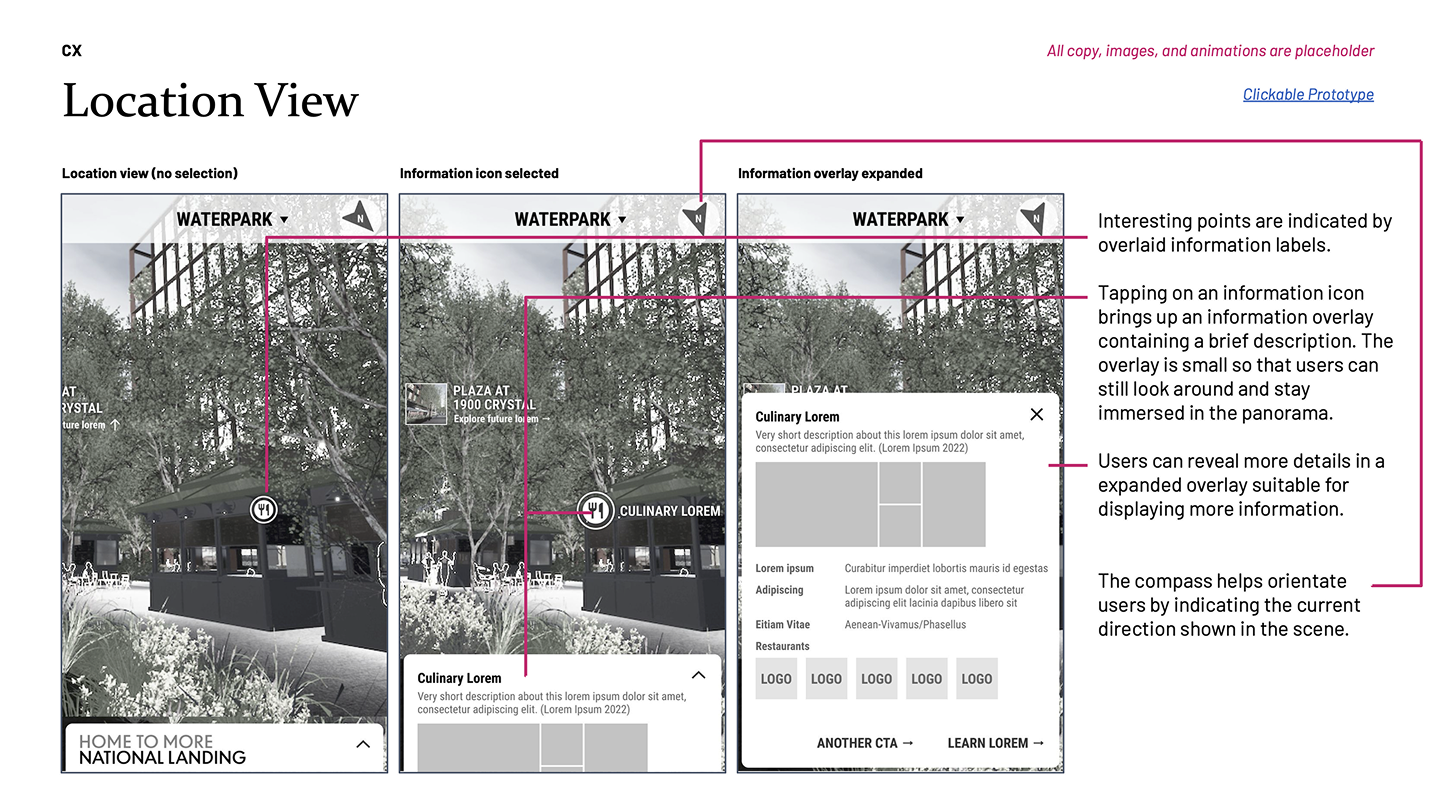 CX
All copy, images, and animations are placeholder
Location View
Clickable Prototype
Location view (no selection)
WATERPARK
N
AT
RYSTAL
ture lorem ↑
HOME TO MORE
NATIONAL LANDING
Information icon selected
WATERPARK
N
PLAZA AT
1900 CRYSTAL
Explore future lorem →
CULINARY LOREM
Culinary Lorem
Very short description about this lorem ipsum dolor sit amet,
consectetur adipiscing elit. (Lorem Ipsum 2022)
Information overlay expanded
WATERPARK
N
PLAZA AT
Culinary Lorem
Very short description about this lorem ipsum dolor sit amet,
consectetur adipiscing elit. (Lorem Ipsum 2022)
Lorem ipsum Curabitur imperdiet lobortis mauris id egestas
Adipiscing Lorem ipsum dolor sit amet, consectetur
adipiscing elit lacinia dapibus libero sit
Eitiam Vitae Aenean-Vivamus/Phasellus
Restaurants
LOGO LOGO LOGO LOGO LOGO
ANOTHER CTA → LEARN LOREM →
Interesting points are indicated by
overlaid information labels.
Tapping on an information icon
brings up an information overlay
containing a brief description. The
overlay is small so that users can
still look around and stay
immersed in the panorama.
Users can reveal more details in a
expanded overlay suitable for
displaying more information.
The compass helps orientate
users by indicating the current
direction shown in the scene.